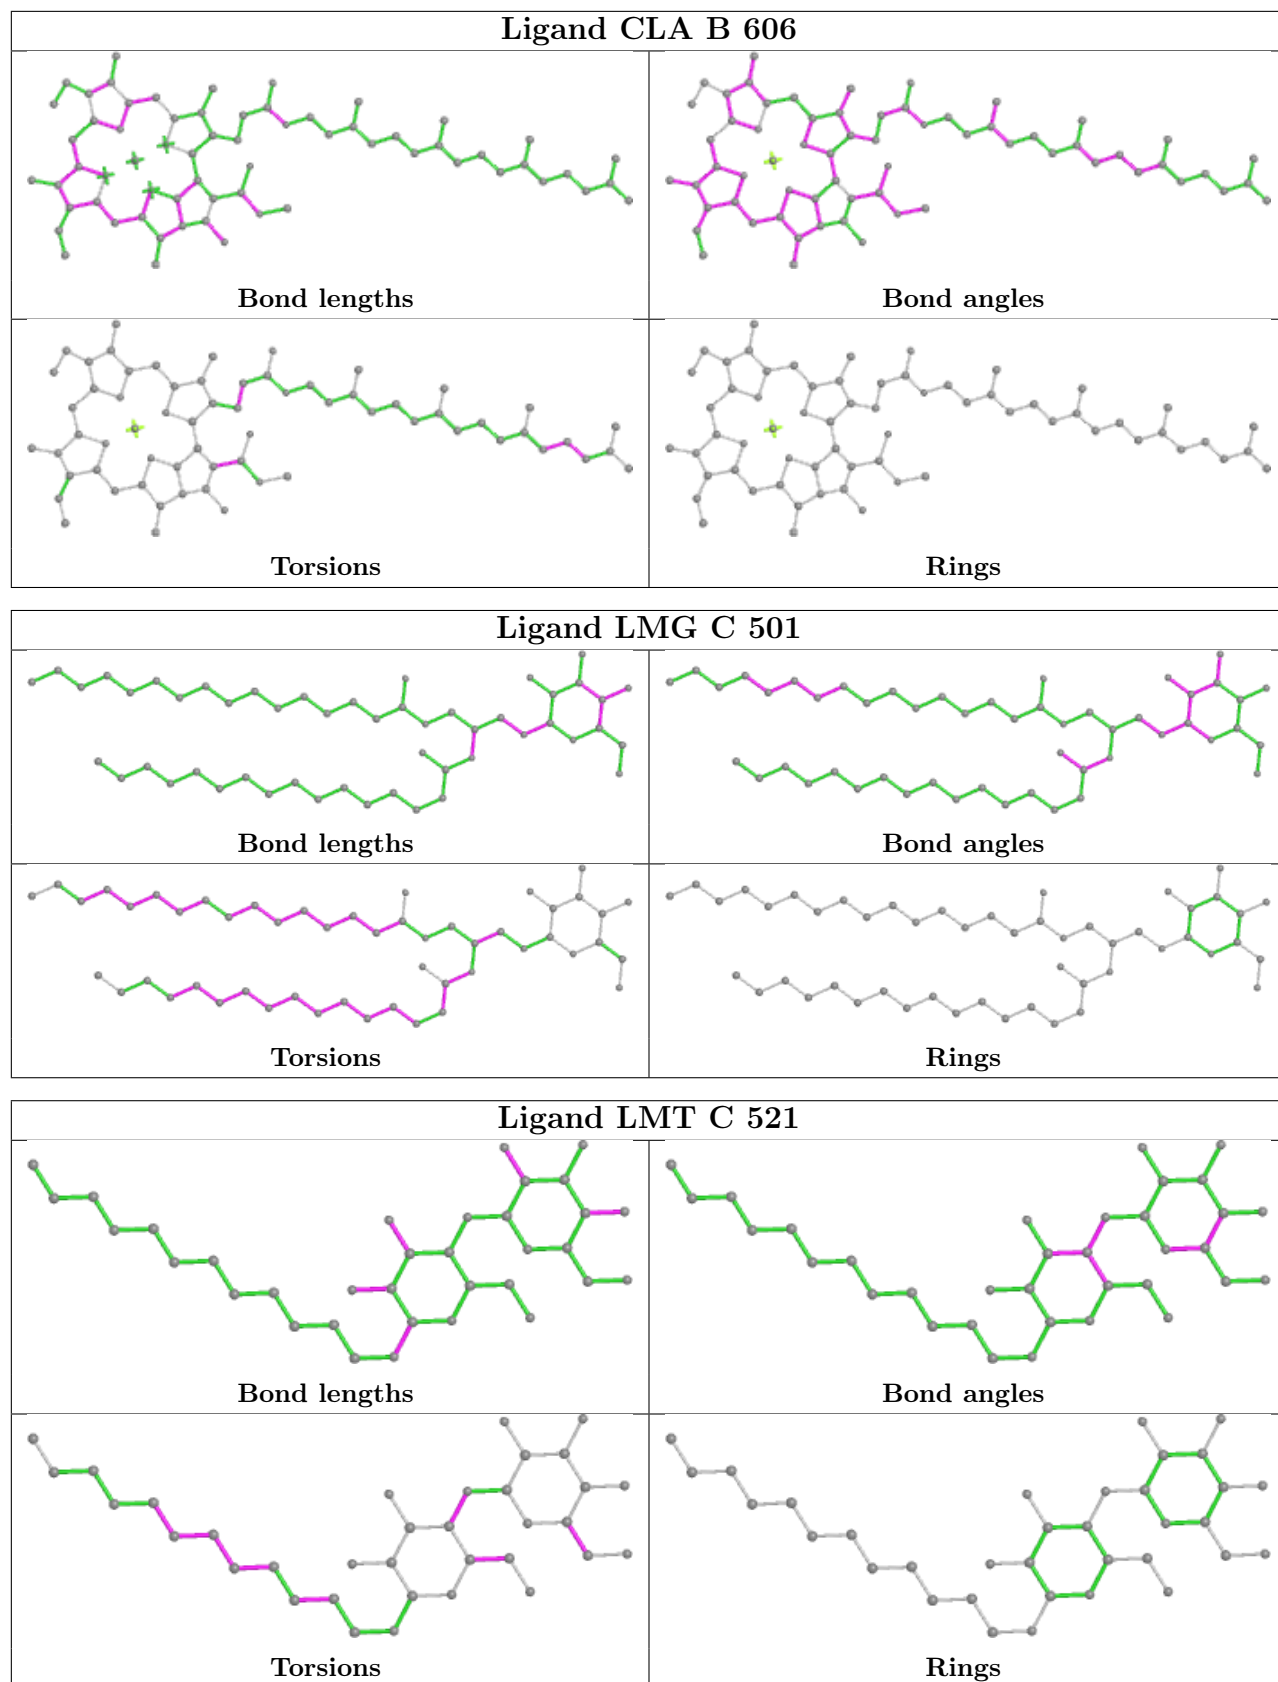 Ligand CLA B 606
Bond lengths
Bond angles
Torsions
Rings
Ligand LMG C 501
Bond lengths
Bond angles
Torsions
Rings
Ligand LMT C 521
Bond lengths
Bond angles
Torsions
Rings